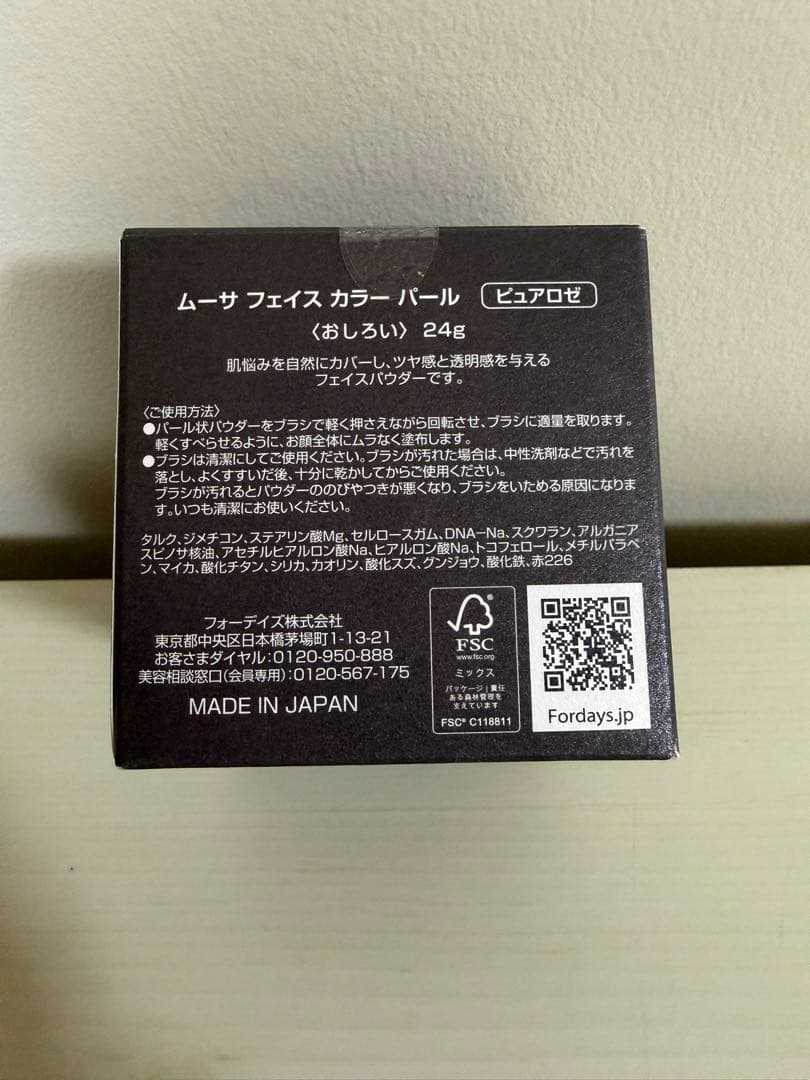 ムーサ フェイス カラー パール ピュアロゼ
〈おしろい〉 24g
肌悩みを自然にカバーし、ツヤ感と透明感を与える
フェイスパウダーです。
〈ご使用方法〉
●パール状パウダーをブラシで軽く押さえながら回転させ、ブラシに適量を取ります。
軽くすべらせるように、お顔全体にムラなく塗布します。
●ブラシは清潔にしてご使用ください。ブラシが汚れた場合は、中性洗剤などで汚れを
落とし、よくすすいだ後、十分に乾かしてからご使用ください。
ブラシが汚れるとパウダーののびやつきが悪くなり、ブラシをいためる原因になりま
す。いつも清潔にお使いください。
タルク、ジメチコン、ステアリン酸Mg、セルロースガム、DNA-Na、スクワラン、アルガニア
スピノサ核油、アセチルヒアルロン酸Na、ヒアルロン酸Na、トコフェロール、メチルパラベ
ン、マイカ、酸化チタン、シリカ、カオリン、酸化スズ、グンジョウ、酸化鉄、赤226
フォーデイズ株式会社
東京都中央区日本橋茅場町1-13-21
お客さまダイヤル:0120-950-888
美容相談窓口(会員専用):0120-567-175
MADE IN JAPAN
FSC
www.fsc.org
ミックス
パッケージ|責任
ある森林管理を
支えています
FSC® C118811
Fordays.jp